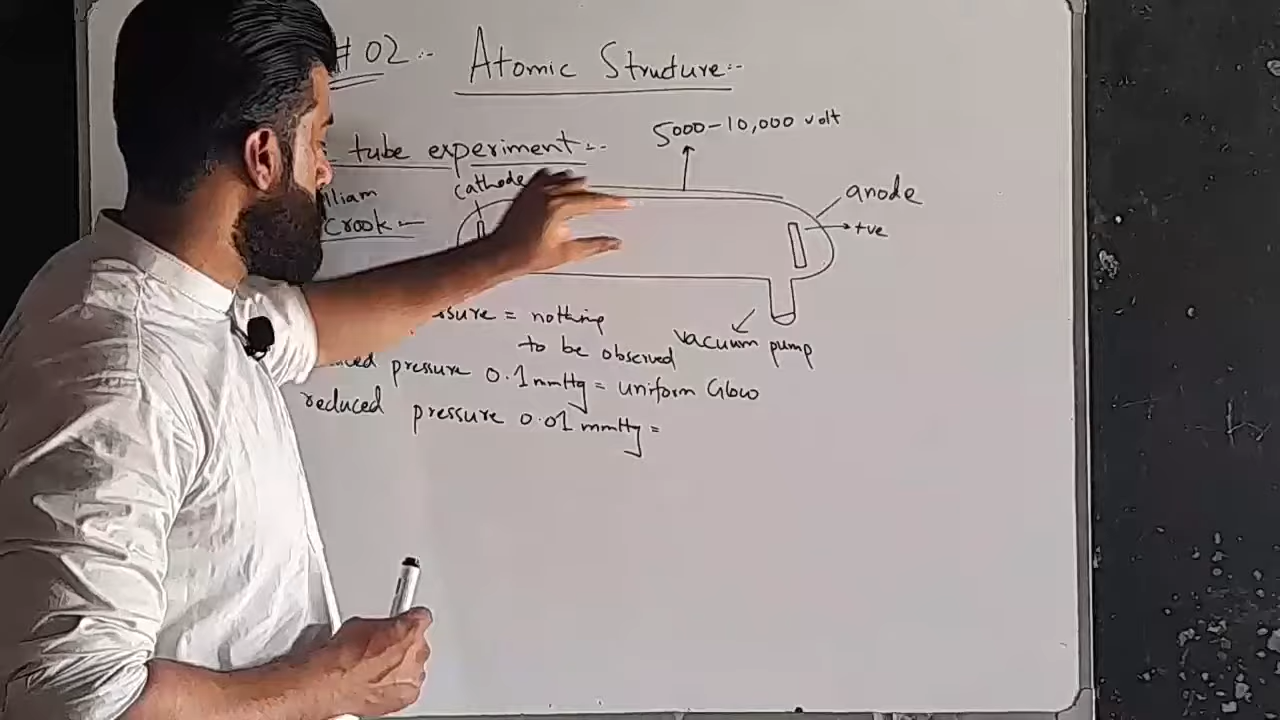 # 02:-
Atomic Structure:-
5000-10,000 volt
tube experiment:-
cathode
anode
lliam
Crook -
+ve
ssure = nothing
to be observed
vacuum pump
uced pressure 0.1 mmHg = uniform Glow
reduced pressure 0.01 mmHg =